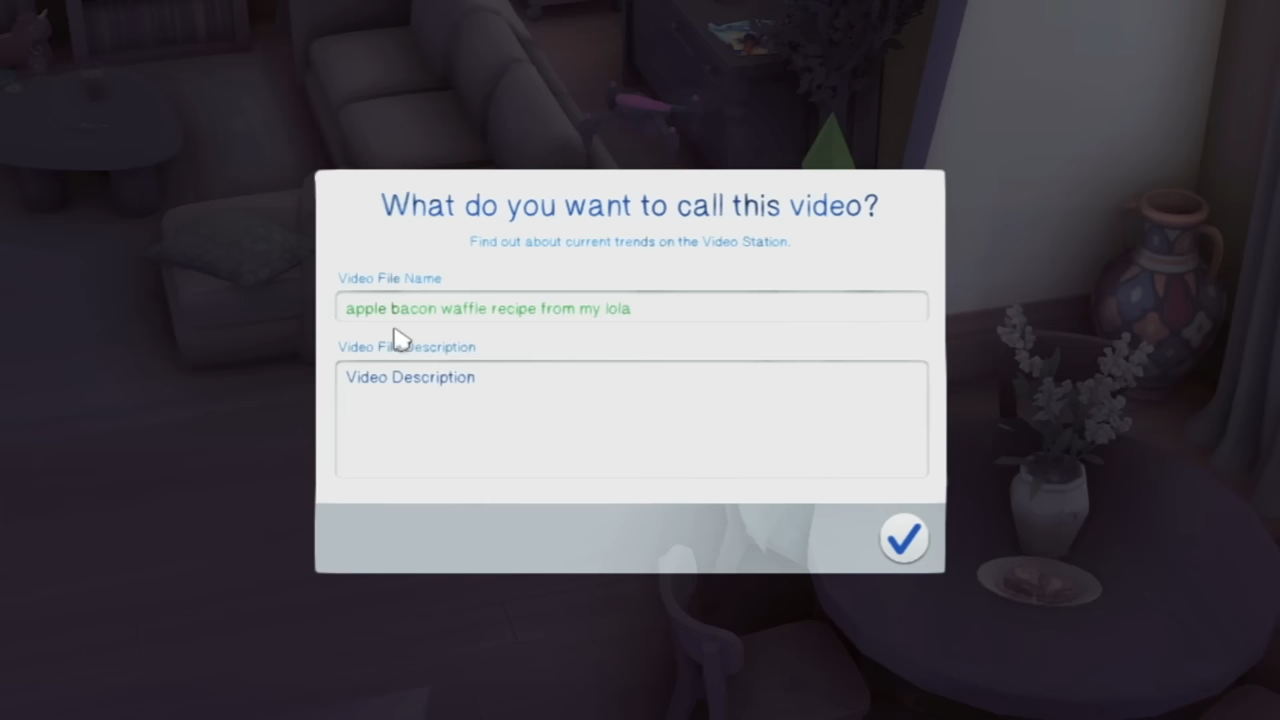 What do you want to call this video?
Find out about current trends on the Video Station.
Video File Name
apple bacon waffle recipe from my lola
Video File Description
Video Description